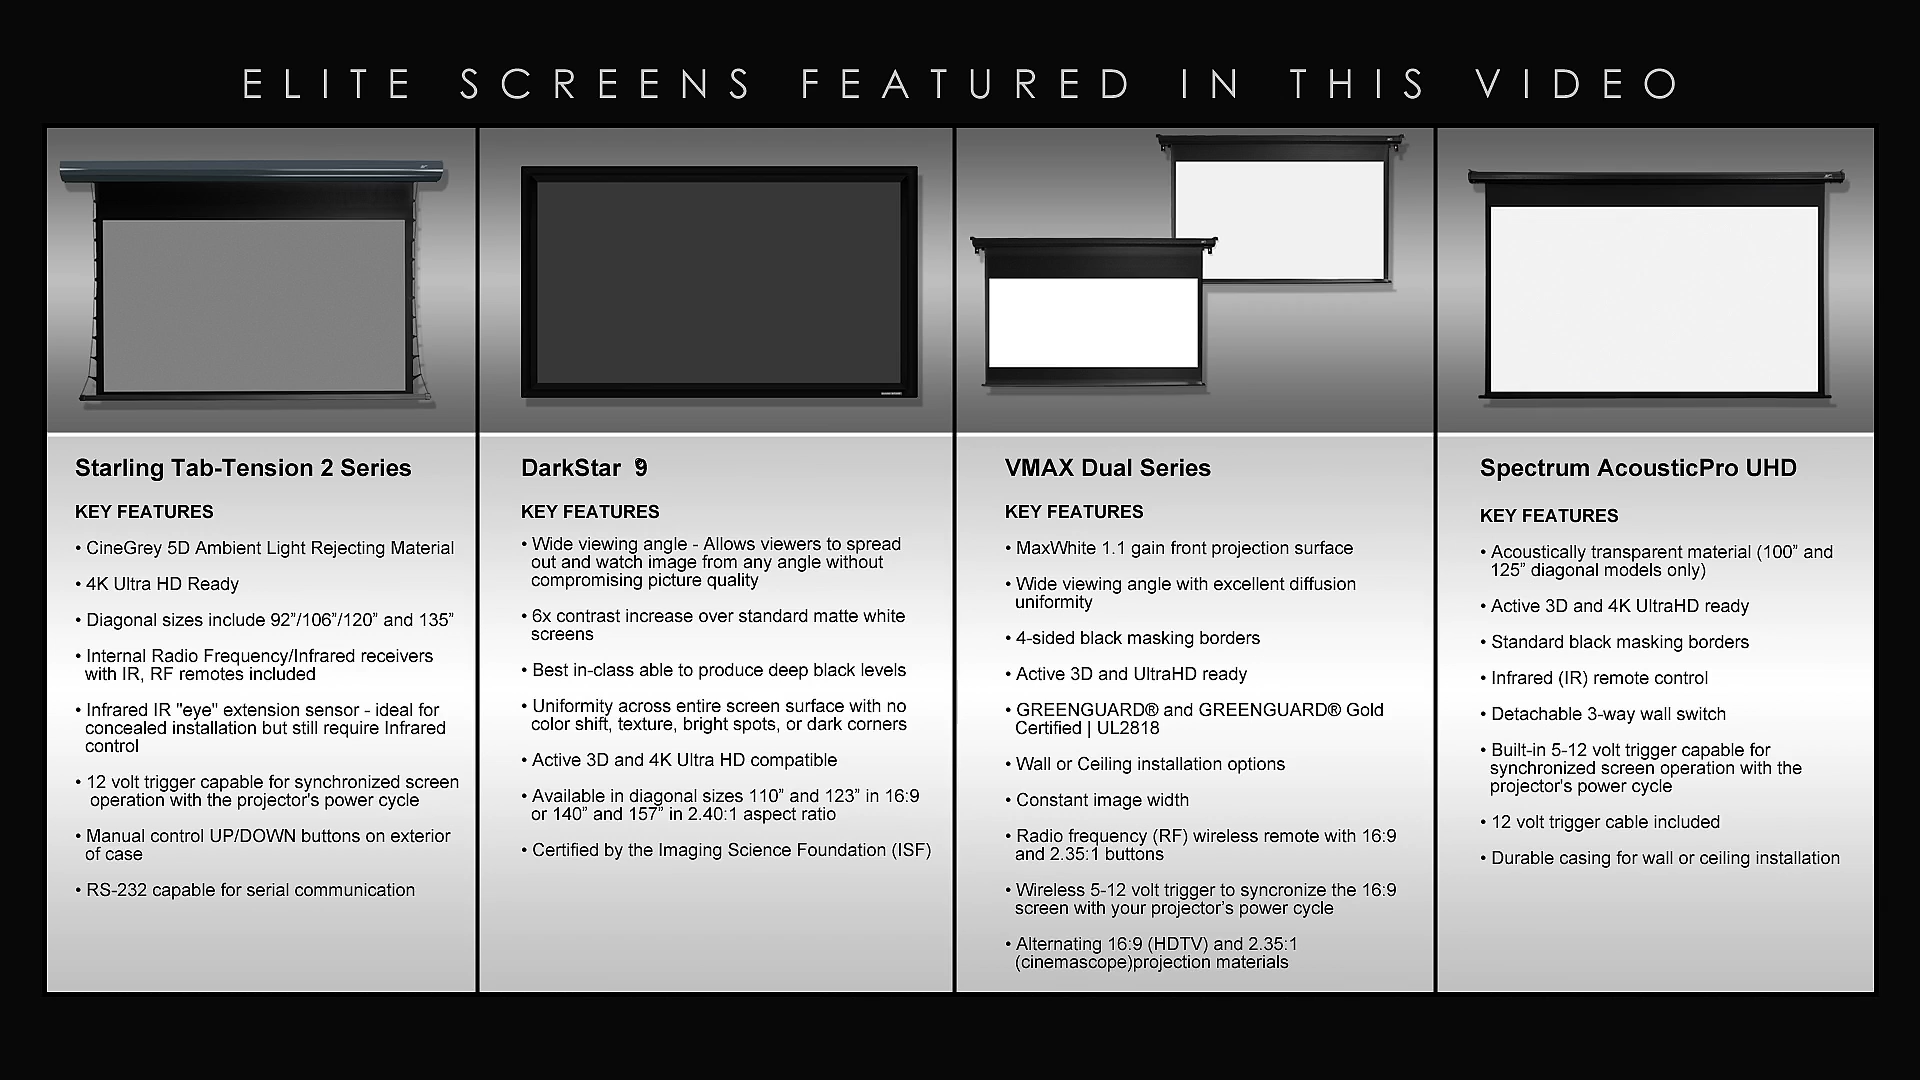 ELITE SCREENS FEATURED IN THIS VIDEO
Starling Tab-Tension 2 Series
KEY FEATURES
• CineGrey 5D Ambient Light Rejecting Material
• 4K Ultra HD Ready
• Diagonal sizes include 92”/106”/120” and 135”
• Internal Radio Frequency/Infrared receivers
with IR, RF remotes included
• Infrared IR "eye" extension sensor - ideal for
concealed installation but still require Infrared
control
• 12 volt trigger capable for synchronized screen
operation with the projector's power cycle
• Manual control UP/DOWN buttons on exterior
of case
• RS-232 capable for serial communication
DarkStar 9
KEY FEATURES
• Wide viewing angle - Allows viewers to spread
out and watch image from any angle without
compromising picture quality
• 6x contrast increase over standard matte white
screens
• Best in-class able to produce deep black levels
• Uniformity across entire screen surface with no
color shift, texture, bright spots, or dark corners
• Active 3D and 4K Ultra HD compatible
• Available in diagonal sizes 110” and 123” in 16:9
or 140” and 157” in 2.40:1 aspect ratio
• Certified by the Imaging Science Foundation (ISF)
VMAX Dual Series
KEY FEATURES
• MaxWhite 1.1 gain front projection surface
• Wide viewing angle with excellent diffusion
uniformity
• 4-sided black masking borders
• Active 3D and UltraHD ready
• GREENGUARD® and GREENGUARD® Gold
Certified | UL2818
• Wall or Ceiling installation options
• Constant image width
• Radio frequency (RF) wireless remote with 16:9
and 2.35:1 buttons
• Wireless 5-12 volt trigger to syncronize the 16:9
screen with your projector’s power cycle
• Alternating 16:9 (HDTV) and 2.35:1
(cinemascope)projection materials
Spectrum AcousticPro UHD
KEY FEATURES
• Acoustically transparent material (100” and
125” diagonal models only)
• Active 3D and 4K UltraHD ready
• Standard black masking borders
• Infrared (IR) remote control
• Detachable 3-way wall switch
• Built-in 5-12 volt trigger capable for
synchronized screen operation with the
projector's power cycle
• 12 volt trigger cable included
• Durable casing for wall or ceiling installation